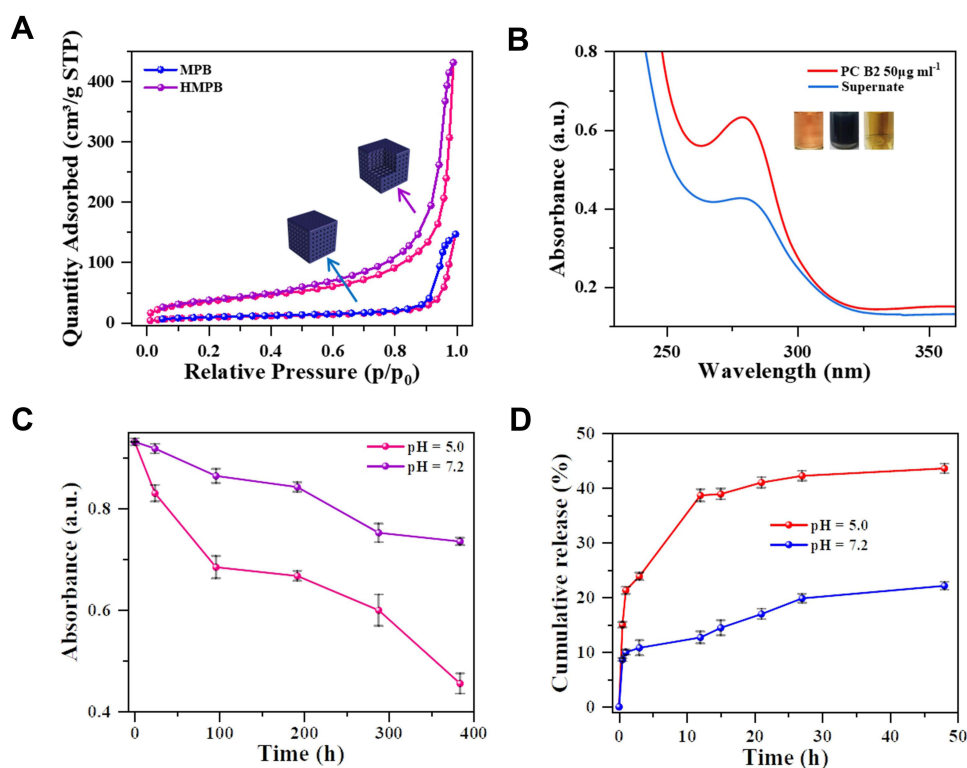 A
MPB
HMPB
Quantity Adsorbed (cm³/g STP)
400
300
200
100
0
0.0 0.2 0.4 0.6 0.8 1.0
Relative Pressure (p/p₀)
B
PC B2 50μg ml⁻¹
Supernate
Absorbance (a.u.)
0.8
0.6
0.4
0.2
250 300 350
Wavelength (nm)
C
pH = 5.0
pH = 7.2
Absorbance (a.u.)
0.8
0.6
0.4
0 100 200 300 400
Time (h)
D
pH = 5.0
pH = 7.2
Cumulative release (%)
50
40
30
20
10
0
0 10 20 30 40 50
Time (h)